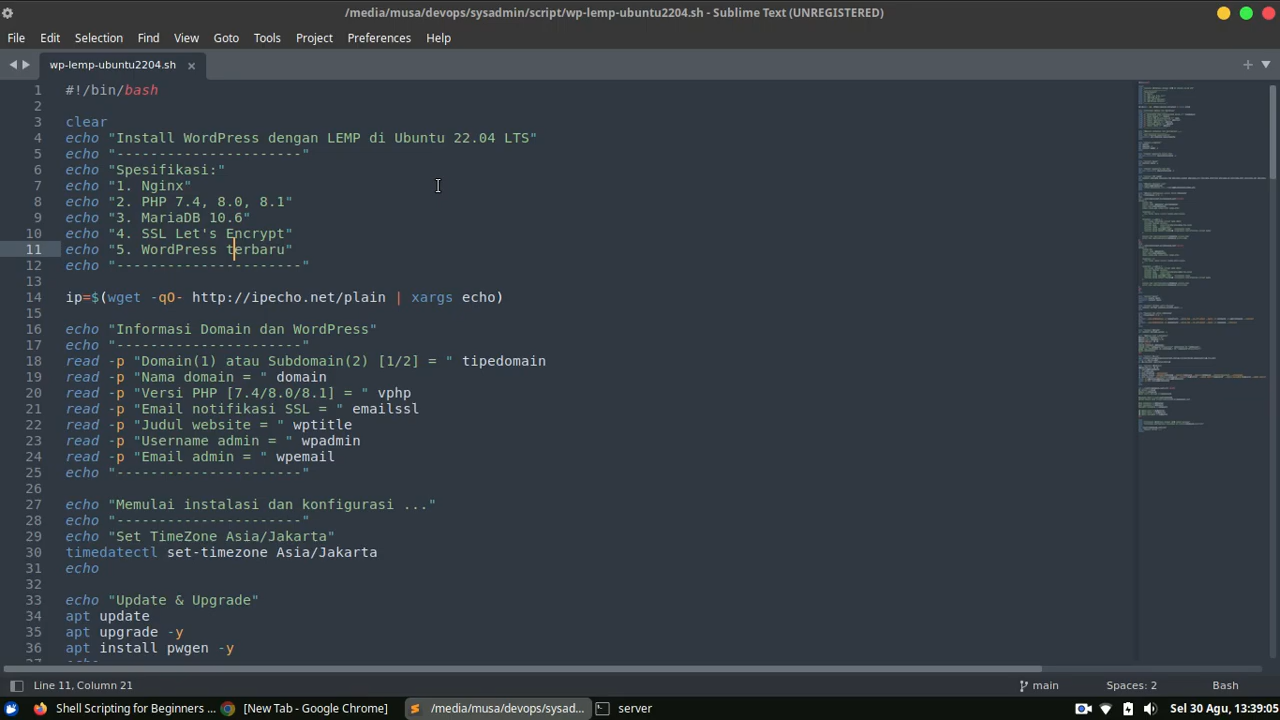 /media/musa/devops/sysadmin/script/wp-lemp-ubuntu2204.sh - Sublime Text (UNREGISTERED)
File Edit Selection Find View Goto Tools Project Preferences Help
wp-lemp-ubuntu2204.sh
1 #!/bin/bash
2
3 clear
4 echo "Install WordPress dengan LEMP di Ubuntu 22.04 LTS"
5 echo "----------------------"
6 echo "Spesifikasi:"
7 echo "1. Nginx"
8 echo "2. PHP 7.4, 8.0, 8.1"
9 echo "3. MariaDB 10.6"
10 echo "4. SSL Let's Encrypt"
11 echo "5. WordPress terbaru"
12 echo "----------------------"
13
14 ip=$(wget -qO- http://ipecho.net/plain | xargs echo)
15
16 echo "Informasi Domain dan WordPress"
17 echo "----------------------"
18 read -p "Domain(1) atau Subdomain(2) [1/2] = " tipedomain
19 read -p "Nama domain = " domain
20 read -p "Versi PHP [7.4/8.0/8.1] = " vphp
21 read -p "Email notifikasi SSL = " emailssl
22 read -p "Judul website = " wptitle
23 read -p "Username admin = " wpadmin
24 read -p "Email admin = " wpemail
25 echo "----------------------"
26
27 echo "Memulai instalasi dan konfigurasi ..."
28 echo "----------------------"
29 echo "Set TimeZone Asia/Jakarta"
30 timedatectl set-timezone Asia/Jakarta
31 echo
32
33 echo "Update & Upgrade"
34 apt update
35 apt upgrade -y
36 apt install pwgen -y
37 echo
Line 11, Column 21 main Spaces: 2 Bash
Shell Scripting for Beginners ... [New Tab - Google Chrome] /media/musa/devops/sysad... server Sel 30 Agu, 13:39:05